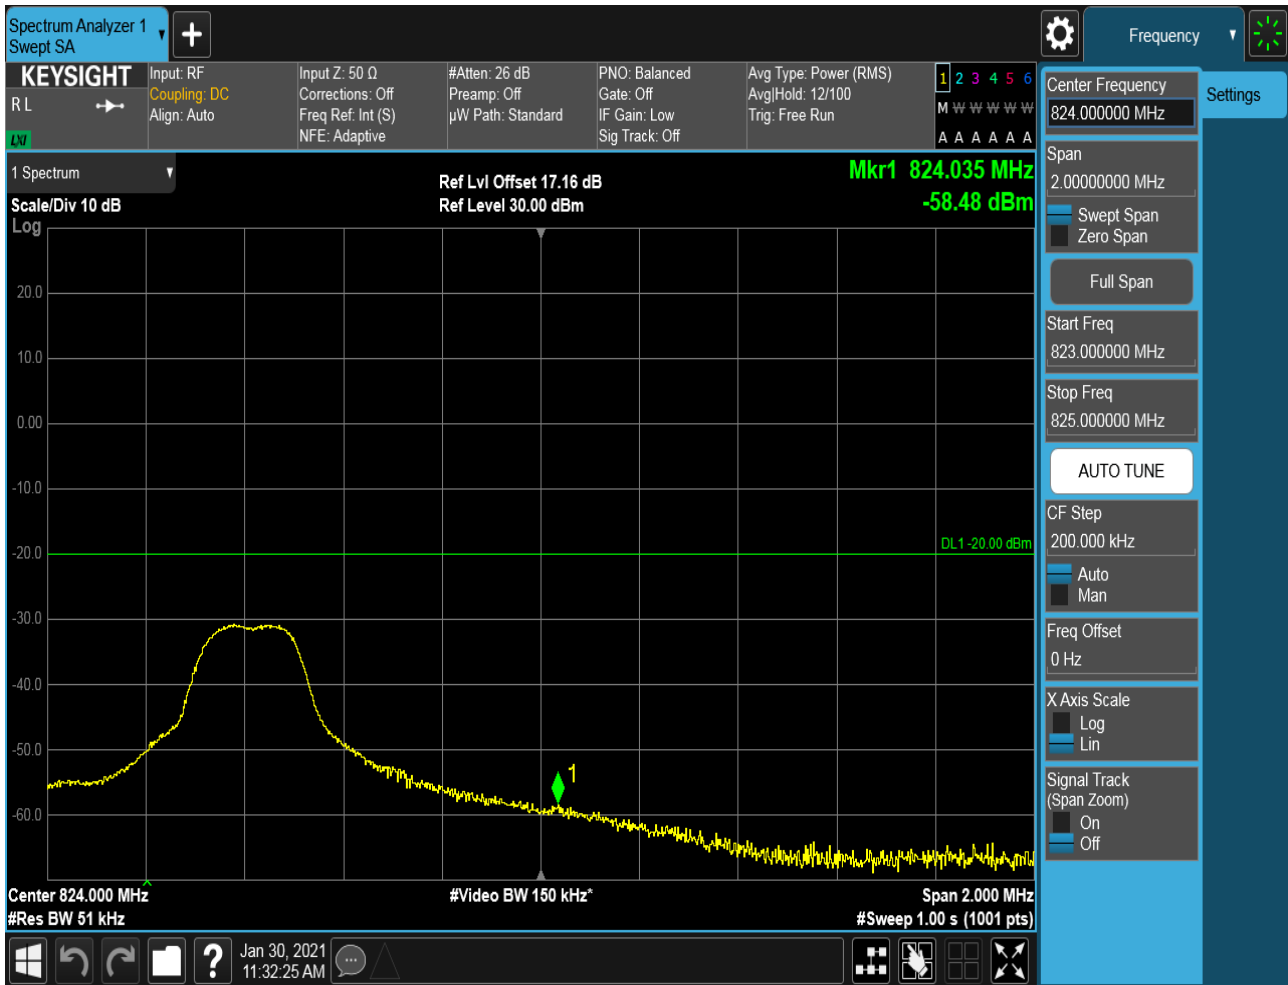 Spectrum Analyzer 1
Swept SA
+
Frequency
KEYSIGHT
R L
LXI
Input: RF
Coupling: DC
Align: Auto
Input Z: 50 Ω
Corrections: Off
Freq Ref: Int (S)
NFE: Adaptive
#Atten: 26 dB
Preamp: Off
µW Path: Standard
PNO: Balanced
Gate: Off
IF Gain: Low
Sig Track: Off
Avg Type: Power (RMS)
Avg|Hold: 12/100
Trig: Free Run
1 2 3 4 5 6
M W W W W W
A A A A A A
1 Spectrum
Scale/Div 10 dB
Log
Ref Lvl Offset 17.16 dB
Ref Level 30.00 dBm
Mkr1 824.035 MHz
-58.48 dBm
20.0
10.0
0.00
-10.0
-20.0
-30.0
-40.0
-50.0
-60.0
DL1 -20.00 dBm
1
Center 824.000 MHz
#Video BW 150 kHz*
Span 2.000 MHz
#Res BW 51 kHz
#Sweep 1.00 s (1001 pts)
?
Jan 30, 2021
11:32:25 AM
Settings
Center Frequency
824.000000 MHz
Span
2.00000000 MHz
Swept Span
Zero Span
Full Span
Start Freq
823.000000 MHz
Stop Freq
825.000000 MHz
AUTO TUNE
CF Step
200.000 kHz
Auto
Man
Freq Offset
0 Hz
X Axis Scale
Log
Lin
Signal Track
(Span Zoom)
On
Off